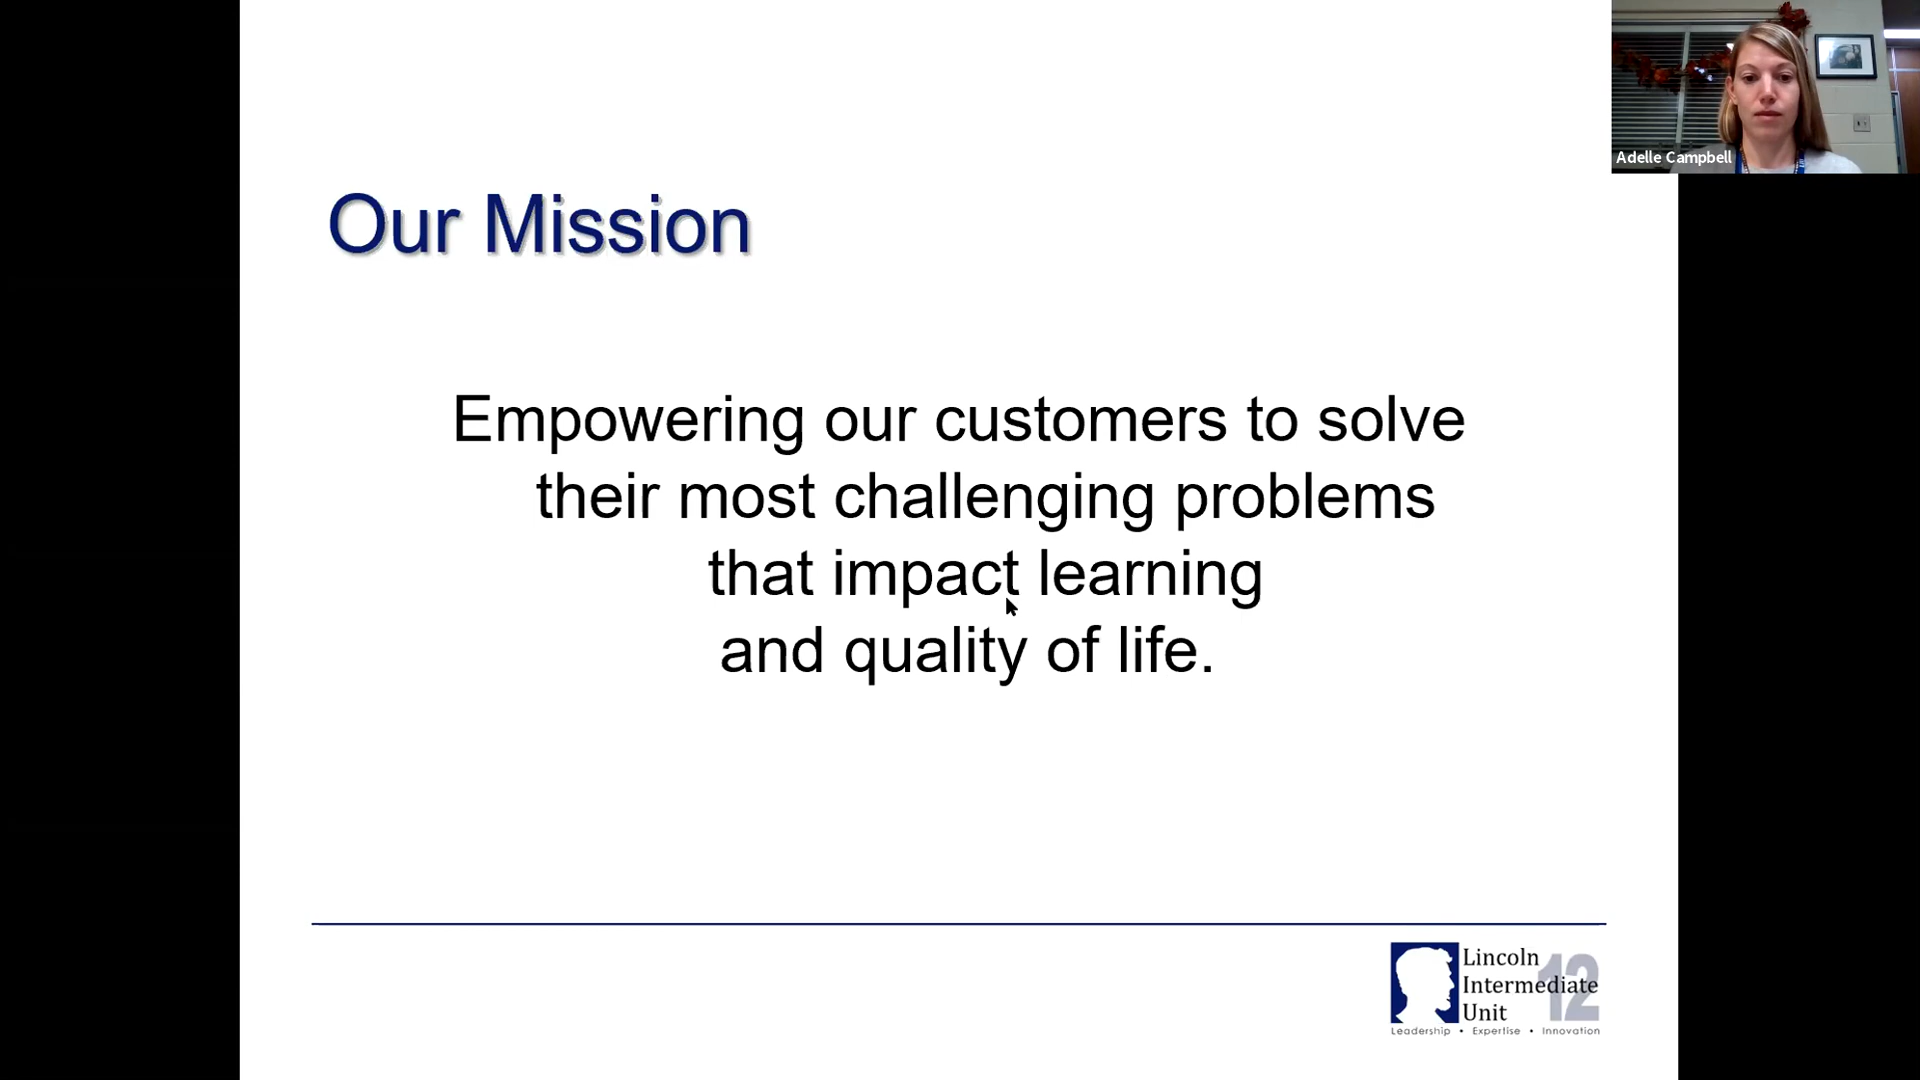 Adelle Campbell
Our Mission
Empowering our customers to solve
their most challenging problems
that impact learning
and quality of life.
Lincoln
Intermediate
Unit
12
Leadership • Expertise • Innovation